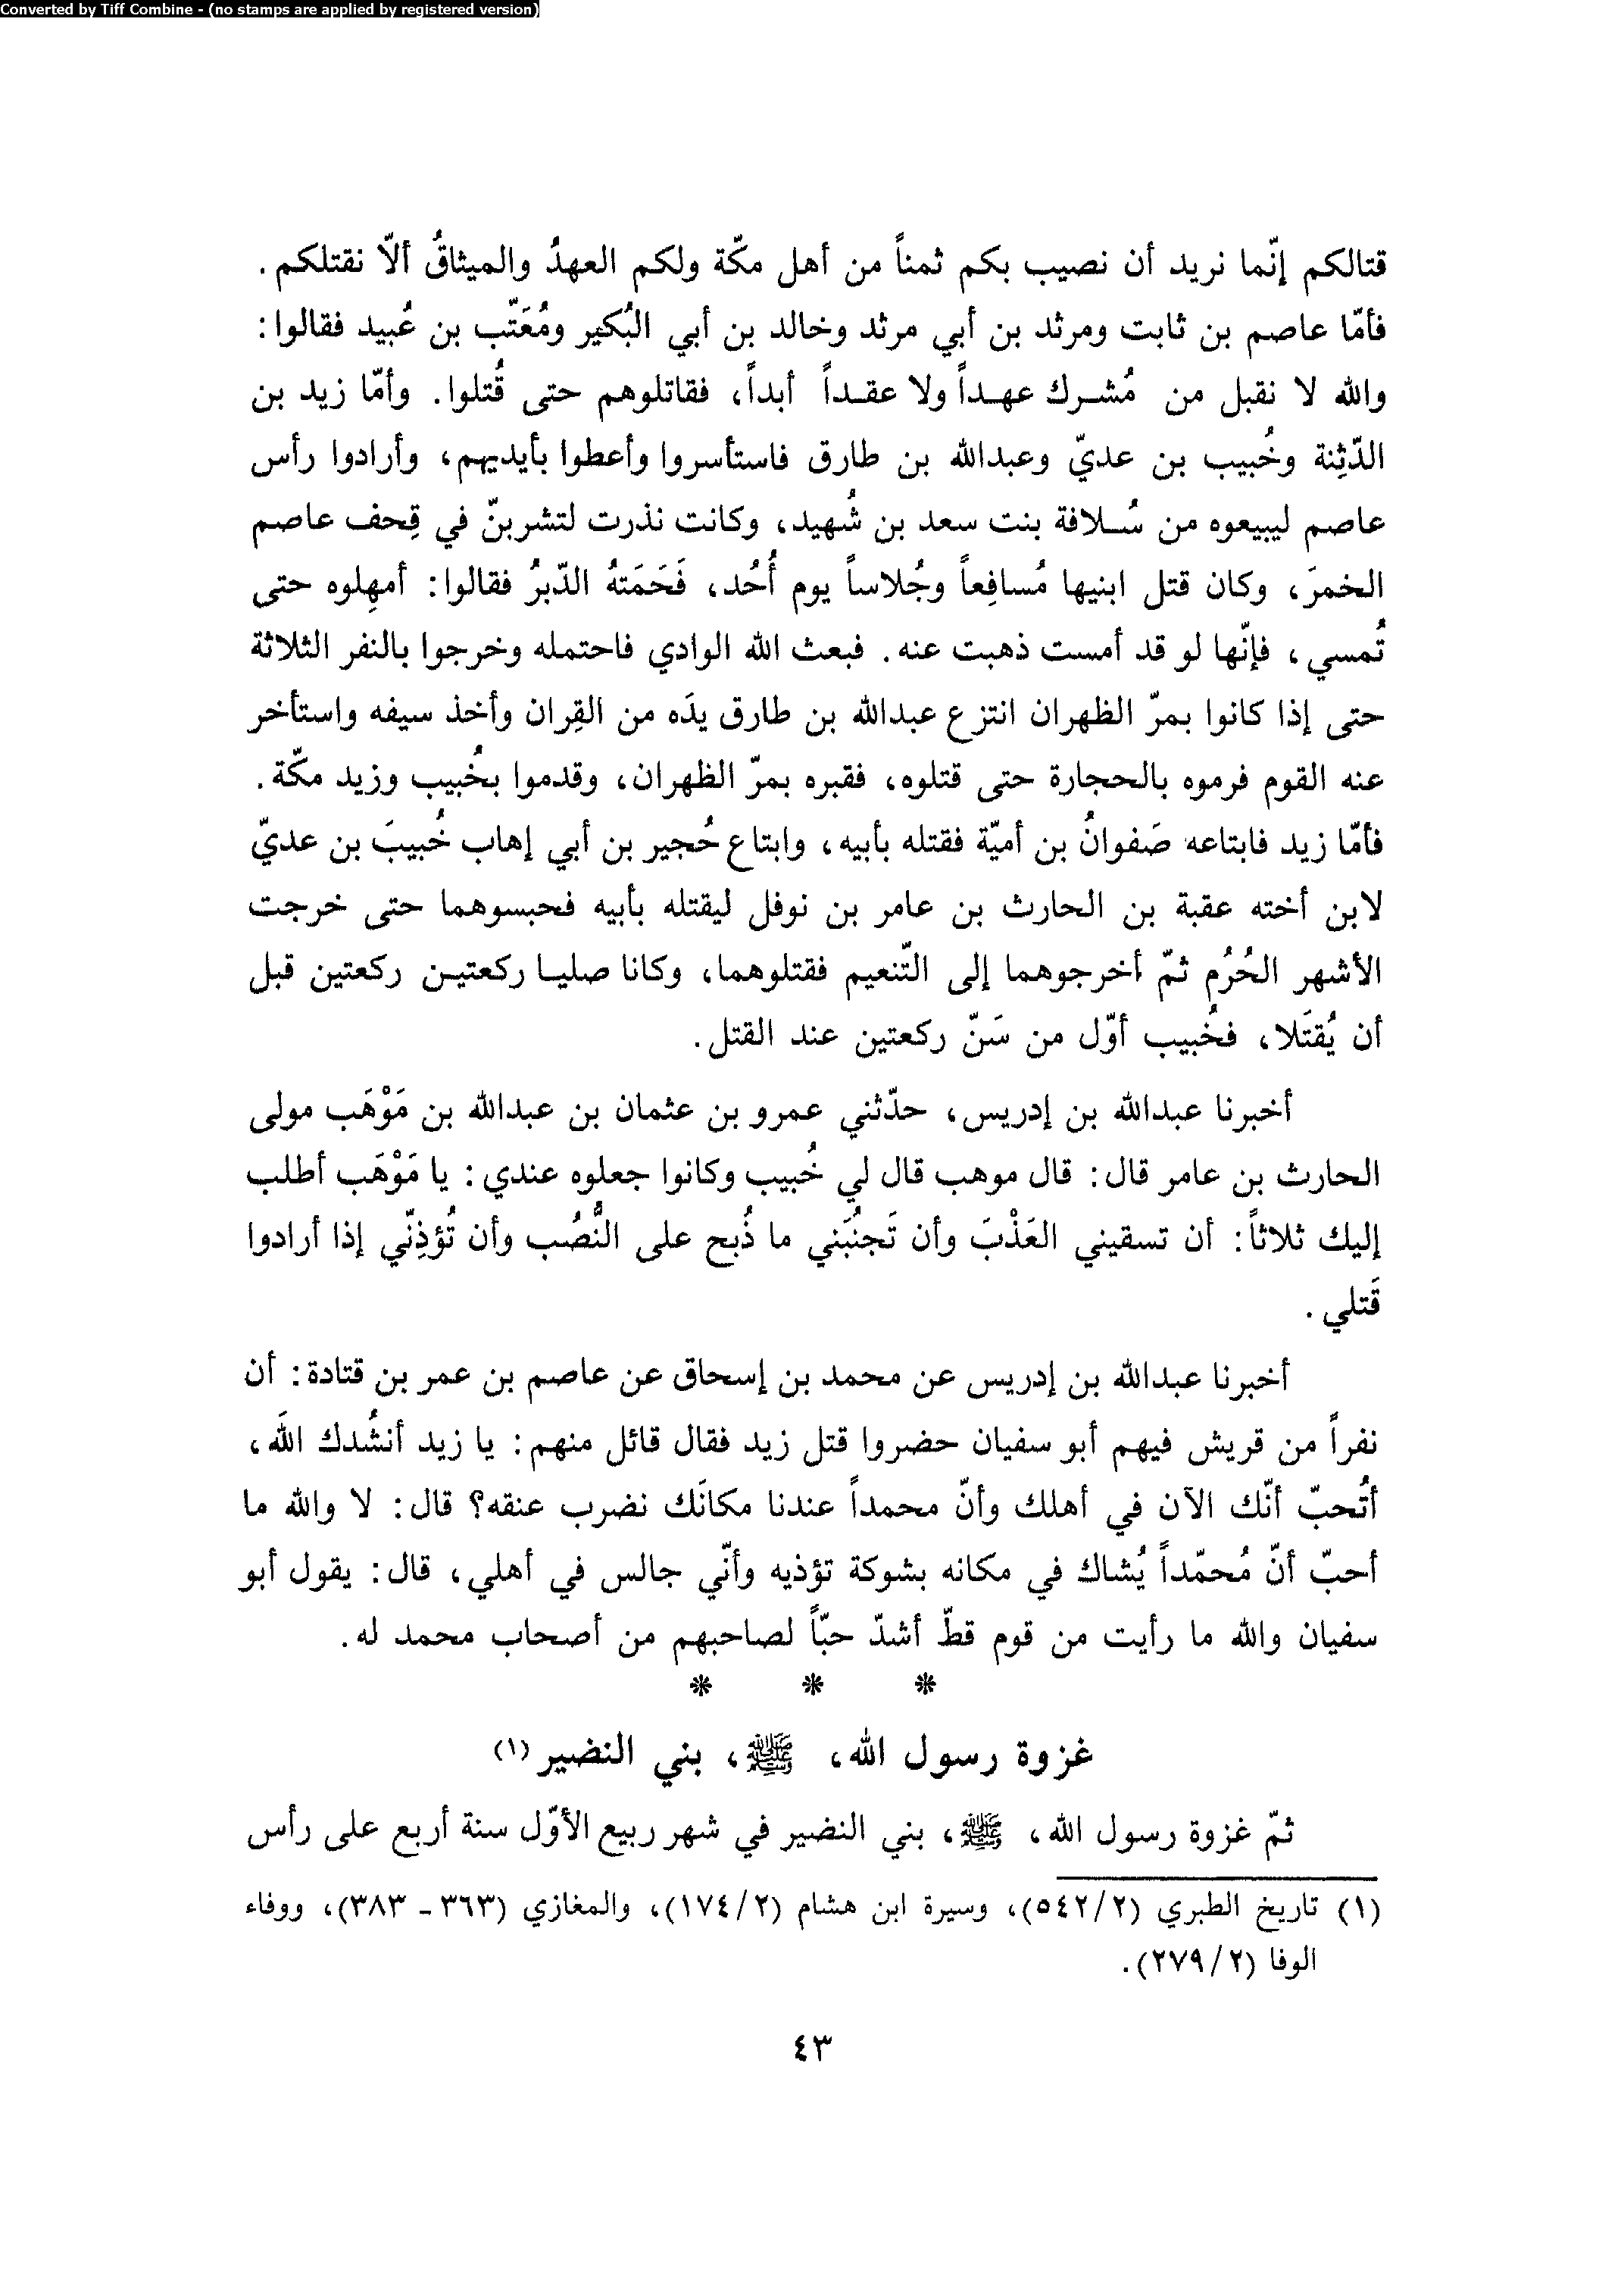 Converted by Tiff Combine - (no stamps are applied by registered version)
قتالكم إنّما نريد أن نصيب بكم ثمناً من أهل مكّة ولكم العهدُ والميثاقُ ألّا نقتلكم.
فأمّا عاصم بن ثابت ومرثد بن أبي مرثد وخالد بن أبي البُكير ومُعَتّب بن عُبيد فقالوا:
والله لا نقبل من مُشرك عهداً ولا عقداً أبداً، فقاتلوهم حتى قُتلوا. وأمّا زيد بن
الدّثِنة وخُبيب بن عديّ وعبدالله بن طارق فاستأسروا وأعطوا بأيديهم، وأرادوا رأس
عاصم ليبيعوه من سُلافة بنت سعد بن شُهيد، وكانت نذرت لتشربنّ في قِحف عاصم
الخمرَ، وكان قتل ابنيها مُسافِعاً وجُلاساً يوم أُحُد، فَحَمَتهُ الدّبرُ فقالوا: أمهِلوه حتى
تُمسي، فإنّها لو قد أمست ذهبت عنه. فبعث الله الوادي فاحتمله وخرجوا بالنفر الثلاثة
حتى إذا كانوا بمرّ الظهران انتزع عبدالله بن طارق يدَه من القِران وأخذ سيفه واستأخر
عنه القوم فرموه بالحجارة حتى قتلوه، فقبره بمرّ الظهران، وقدموا بخُبيب وزيد مكّة.
فأمّا زيد فابتاعه صَفوانُ بن أميّة فقتله بأبيه، وابتاع حُجير بن أبي إهاب خُبيبَ بن عديّ
لابن أخته عقبة بن الحارث بن عامر بن نوفل ليقتله بأبيه فحبسوهما حتى خرجت
الأشهر الحُرُم ثمّ أخرجوهما إلى التّنعيم فقتلوهما، وكانا صليا ركعتين ركعتين قبل
أن يُقتَلا، فخُبيب أوّل من سَنّ ركعتين عند القتل.
أخبرنا عبدالله بن إدريس، حدّثني عمرو بن عثمان بن عبدالله بن مَوْهَب مولى
الحارث بن عامر قال: قال موهب قال لي خُبيب وكانوا جعلوه عندي: يا مَوْهَب أطلب
إليك ثلاثاً: أن تسقيني العَذْبَ وأن تَجنُبَني ما ذُبح على النُّصُب وأن تُؤذِنّي إذا أرادوا
قَتلي.
أخبرنا عبدالله بن إدريس عن محمد بن إسحاق عن عاصم بن عمر بن قتادة: أن
نفراً من قريش فيهم أبو سفيان حضروا قتل زيد فقال قائل منهم: يا زيد أنشُدك اللهَ،
أتُحبّ أنّك الآن في أهلك وأنّ محمداً عندنا مكانَك نضرب عنقه؟ قال: لا والله ما
أحبّ أنّ مُحمّداً يُشاك في مكانه بشوكة تؤذيه وأنّي جالس في أهلي، قال: يقول أبو
سفيان والله ما رأيت من قوم قطّ أشدّ حبّاً لصاحبهم من أصحاب محمد له.
* * *
غزوة رسول الله، ﷺ، بني النضير (١)
ثمّ غزوة رسول الله، ﷺ، بني النضير في شهر ربيع الأوّل سنة أربع على رأس
(١) تاريخ الطبري (٥٤٢/٢)، وسيرة ابن هشام (١٧٤/٢)، والمغازي (٣٦٣ - ٣٨٣)، ووفاء
الوفا (٢٧٩/٢).
٤٣